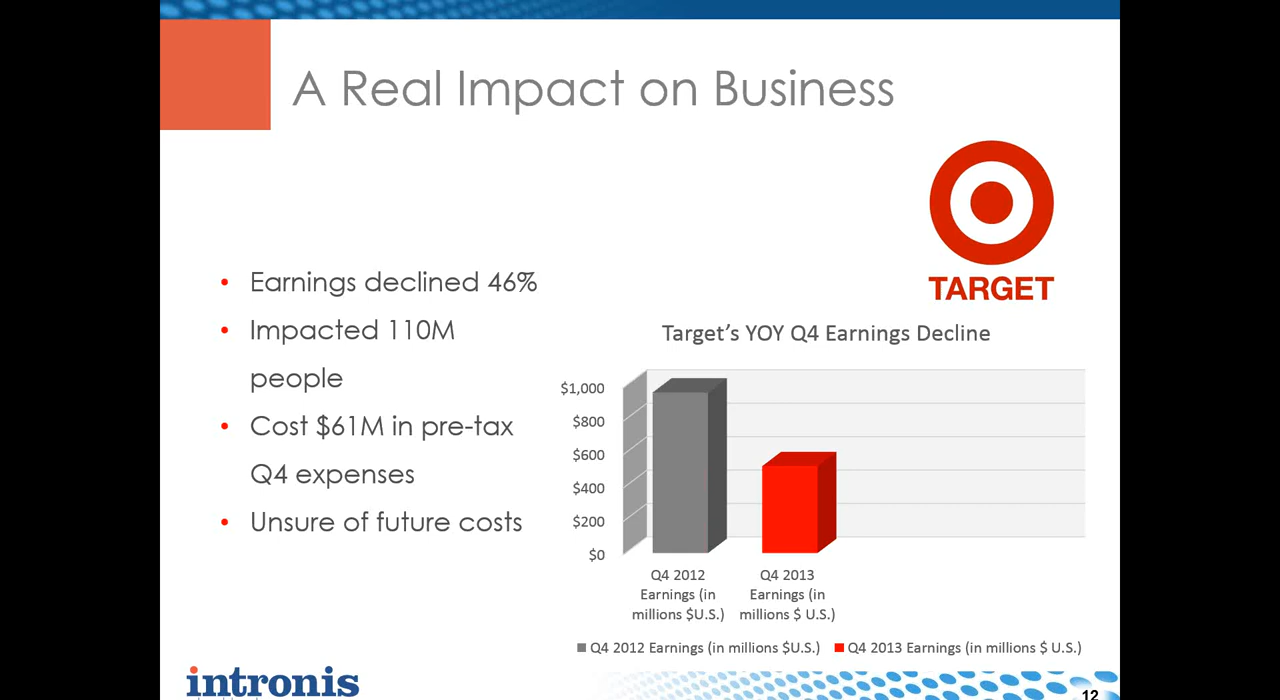 A Real Impact on Business
TARGET
• Earnings declined 46%
• Impacted 110M
people
• Cost $61M in pre-tax
Q4 expenses
• Unsure of future costs
Target's YOY Q4 Earnings Decline
$1,000
$800
$600
$400
$200
$0
Q4 2012
Earnings (in
millions $U.S.)
Q4 2013
Earnings (in
millions $ U.S.)
Q4 2012 Earnings (in millions $U.S.)
Q4 2013 Earnings (in millions $ U.S.)
intronis
12